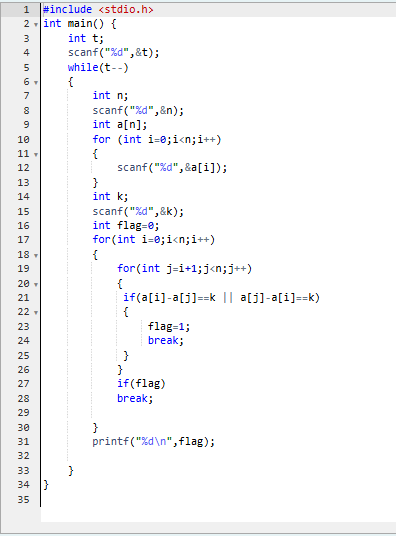 1 #include <stdio.h>
2 int main() {
3     int t;
4     scanf("%d",&t);
5     while(t--)
6     {
7         int n;
8         scanf("%d",&n);
9         int a[n];
10         for (int i=0;i<n;i++)
11         {
12             scanf("%d",&a[i]);
13         }
14         int k;
15         scanf("%d",&k);
16         int flag=0;
17         for(int i=0;i<n;i++)
18         {
19             for(int j=i+1;j<n;j++)
20             {
21              if(a[i]-a[j]==k || a[j]-a[i]==k)
22              {
23                  flag=1;
24                  break;
25              }
26             }
27             if(flag)
28             break;
29
30         }
31         printf("%d\n",flag);
32
33     }
34 }
35